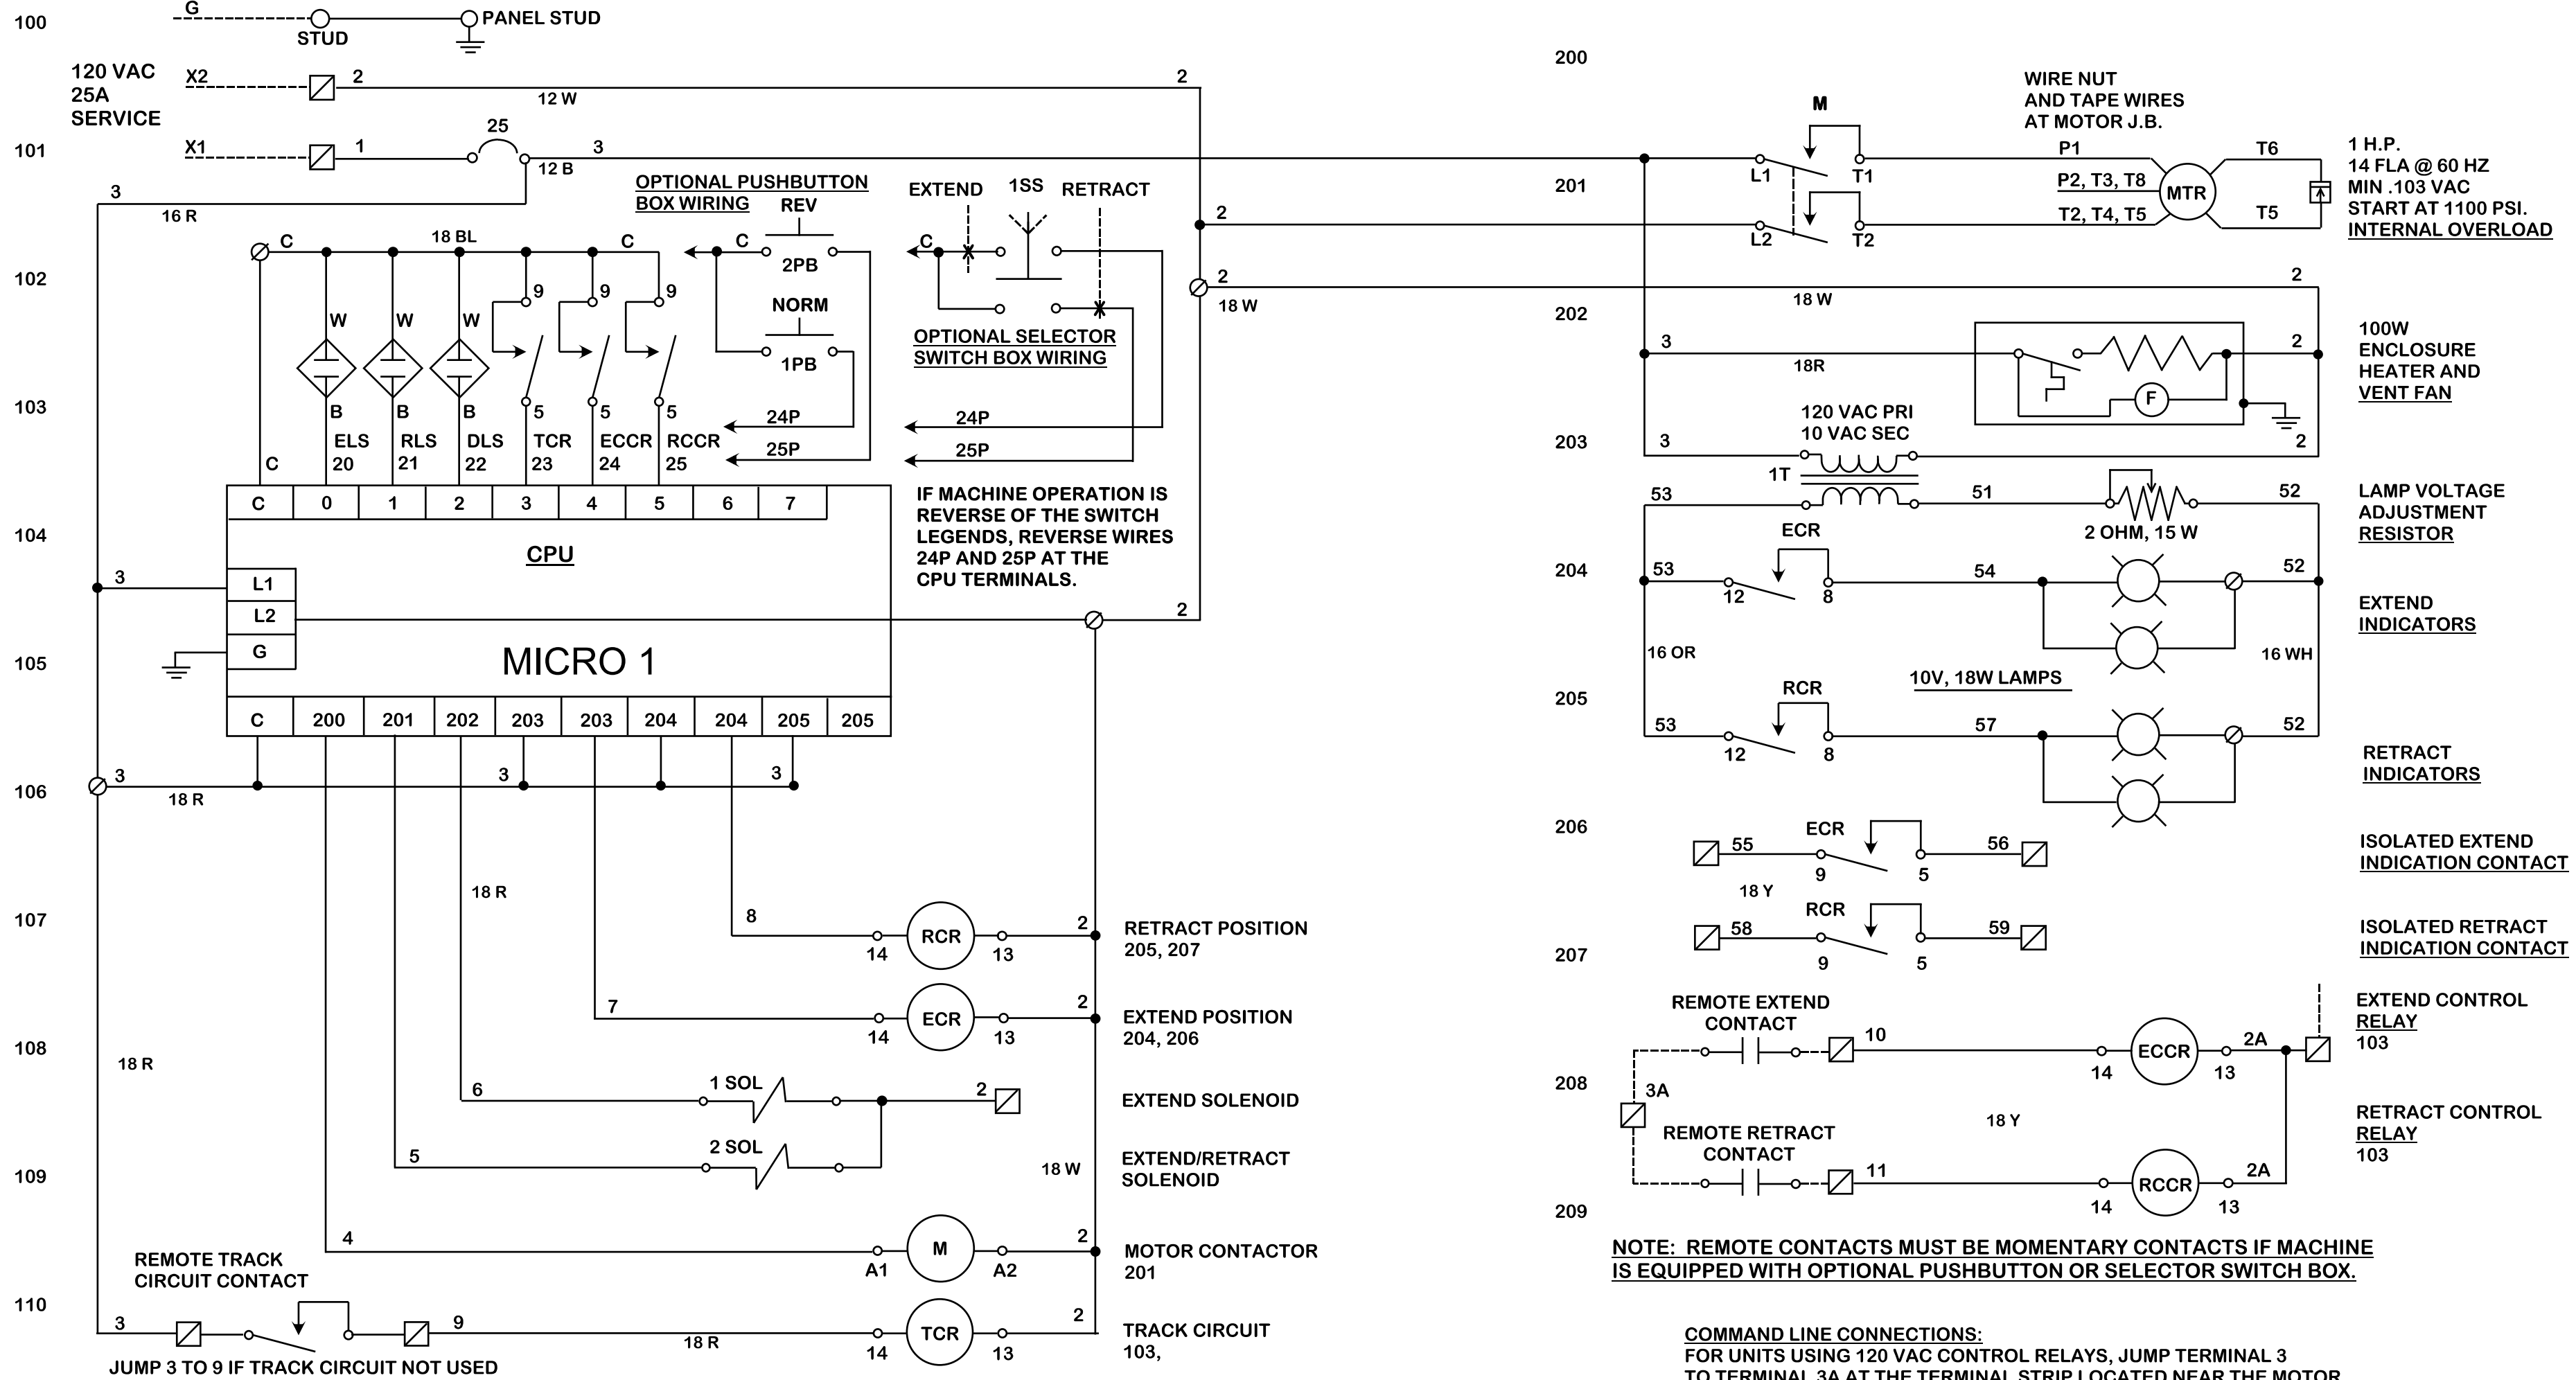 100
G
STUD
PANEL STUD
120 VAC
25A
SERVICE
X2
2
12 W
2
101
X1
1
25
3
12 B
3
16 R
OPTIONAL PUSHBUTTON
BOX WIRING
REV
C
2PB
NORM
1PB
24P
25P
EXTEND
1SS
RETRACT
C
OPTIONAL SELECTOR
SWITCH BOX WIRING
24P
25P
IF MACHINE OPERATION IS
REVERSE OF THE SWITCH
LEGENDS, REVERSE WIRES
24P AND 25P AT THE
CPU TERMINALS.
102
C
18 BL
C
W
W
W
9
9
9
103
B
B
B
5
5
5
ELS
RLS
DLS
TCR
ECCR
RCCR
C
20
21
22
23
24
25
C
0
1
2
3
4
5
6
7
104
CPU
3
L1
L2
G
2
105
MICRO 1
C
200
201
202
203
203
204
204
205
205
106
3
18 R
3
3
18 R
107
8
14
RCR
13
2
RETRACT POSITION
205, 207
7
14
ECR
13
2
EXTEND POSITION
204, 206
108
18 R
6
1 SOL
2
EXTEND SOLENOID
109
5
2 SOL
18 W
EXTEND/RETRACT
SOLENOID
4
A1
M
A2
2
MOTOR CONTACTOR
201
REMOTE TRACK
CIRCUIT CONTACT
110
3
9
18 R
14
TCR
13
2
TRACK CIRCUIT
103,
JUMP 3 TO 9 IF TRACK CIRCUIT NOT USED
200
WIRE NUT
AND TAPE WIRES
AT MOTOR J.B.
M
201
2
L1
T1
L2
T2
P1
P2, T3, T8
T2, T4, T5
MTR
T6
T5
1 H.P.
14 FLA @ 60 HZ
MIN .103 VAC
START AT 1100 PSI.
INTERNAL OVERLOAD
2
18 W
18 W
2
202
3
18R
F
2
100W
ENCLOSURE
HEATER AND
VENT FAN
203
3
120 VAC PRI
10 VAC SEC
1T
2
53
51
52
2 OHM, 15 W
LAMP VOLTAGE
ADJUSTMENT
RESISTOR
204
53
ECR
12
8
54
52
EXTEND
INDICATORS
16 OR
16 WH
10V, 18W LAMPS
205
53
RCR
12
8
57
52
RETRACT
INDICATORS
206
55
ECR
9
5
56
ISOLATED EXTEND
INDICATION CONTACT
18 Y
207
58
RCR
9
5
59
ISOLATED RETRACT
INDICATION CONTACT
REMOTE EXTEND
CONTACT
10
14
ECCR
13
2A
EXTEND CONTROL
RELAY
103
208
3A
18 Y
REMOTE RETRACT
CONTACT
11
14
RCCR
13
2A
RETRACT CONTROL
RELAY
103
209
NOTE: REMOTE CONTACTS MUST BE MOMENTARY CONTACTS IF MACHINE
IS EQUIPPED WITH OPTIONAL PUSHBUTTON OR SELECTOR SWITCH BOX.
COMMAND LINE CONNECTIONS:
FOR UNITS USING 120 VAC CONTROL RELAYS, JUMP TERMINAL 3
TO TERMINAL 3A AT THE TERMINAL STRIP LOCATED NEAR THE MOTOR